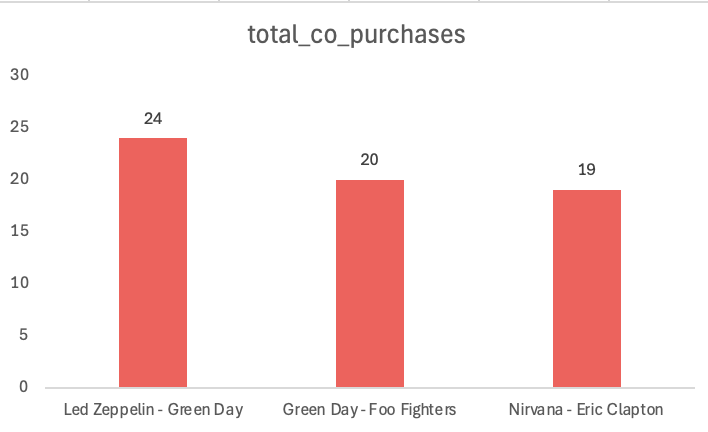 total_co_purchases
30
25
20
15
10
5
0
24
20
19
Led Zeppelin - Green Day
Green Day - Foo Fighters
Nirvana - Eric Clapton